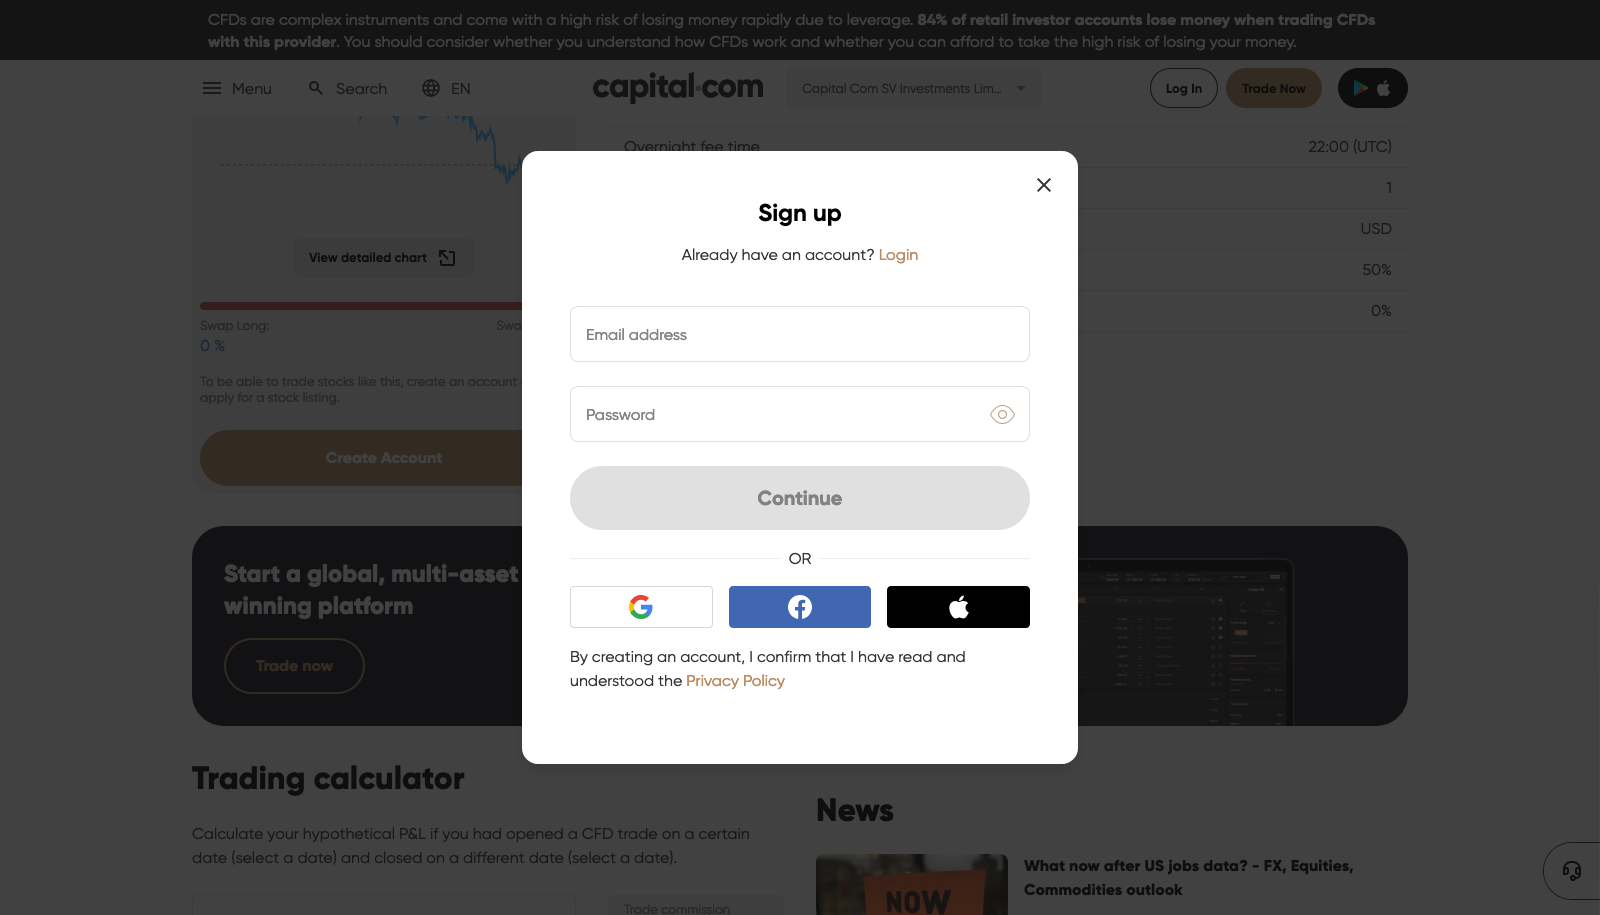 CFDs are complex instruments and come with a high risk of losing money rapidly due to leverage. 84% of retail investor accounts lose money when trading CFDs
with this provider. You should consider whether you understand how CFDs work and whether you can afford to take the high risk of losing your money.
Menu
Search
EN
capital.com
Capital Com SV Investments Lim...
Log In
Trade Now
Overnight fee time
22:00 (UTC)
1
USD
50%
0%
View detailed chart
Swap Long:
0 %
To be able to trade stocks like this, create an account
apply for a stock listing.
Create Account
Sign up
Already have an account? Login
Email address
Password
Continue
OR
By creating an account, I confirm that I have read and
understood the Privacy Policy
Start a global, multi-asset
winning platform
Trade now
Trading calculator
Calculate your hypothetical P&L if you had opened a CFD trade on a certain
date (select a date) and closed on a different date (select a date).
Trade commission
News
NOW
What now after US jobs data? - FX, Equities,
Commodities outlook